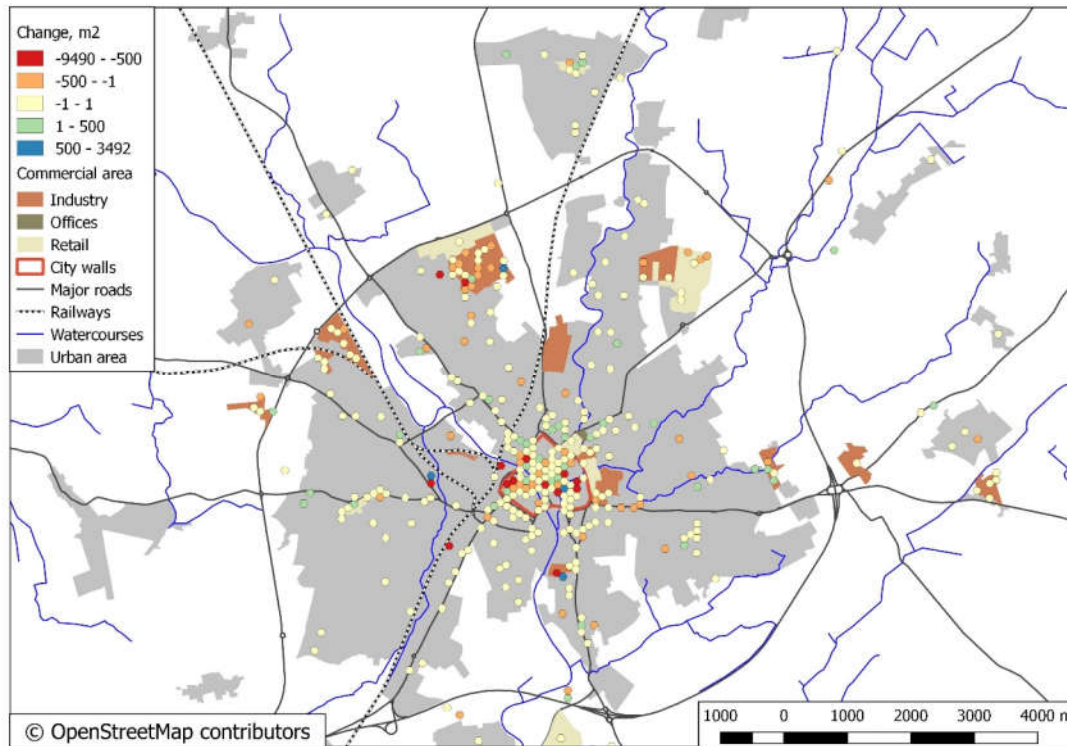 Change, m2
-9490 - -500
-500 - -1
-1 - 1
1 - 500
500 - 3492
Commercial area
Industry
Offices
Retail
City walls
Major roads
Railways
Watercourses
Urban area
© OpenStreetMap contributors
1000 0 1000 2000 3000 4000 m